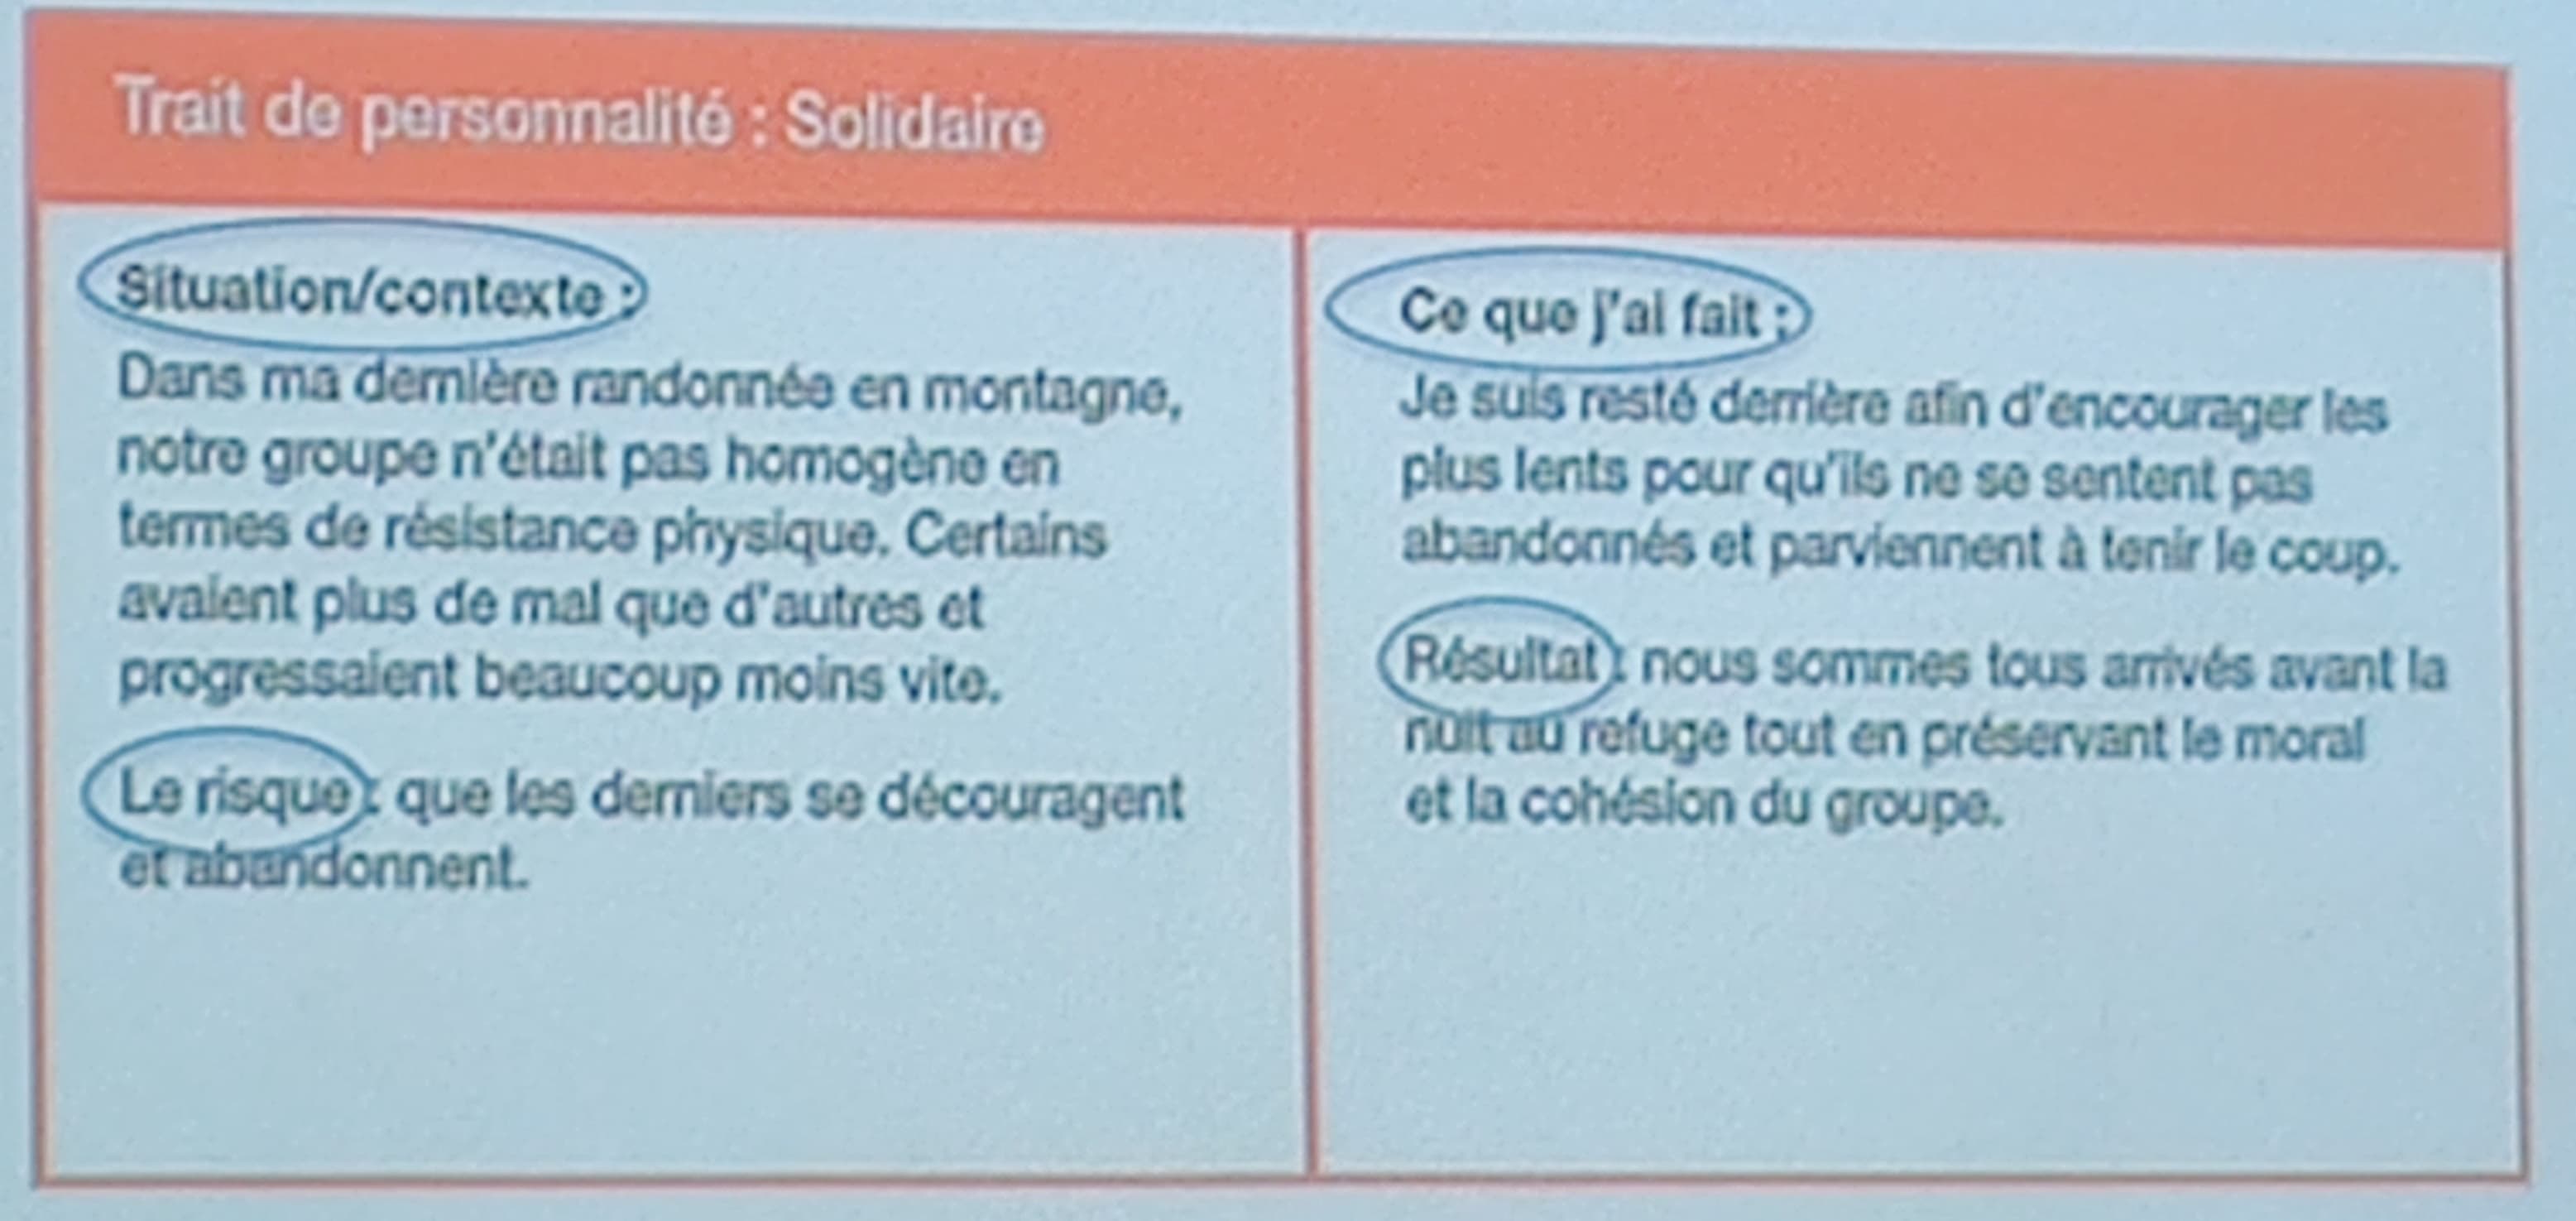 Trait de personnalité : Solidaire
Situation/contexte :
Dans ma dernière randonnée en montagne,
notre groupe n'était pas homogène en
termes de résistance physique. Certains
avaient plus de mal que d'autres et
progressaient beaucoup moins vite.
Le risque : que les derniers se découragent
et abandonnent.
Ce que j'ai fait :
Je suis resté derrière afin d'encourager les
plus lents pour qu'ils ne se sentent pas
abandonnés et parviennent à tenir le coup.
Résultat : nous sommes tous arrivés avant la
nuit au refuge tout en préservant le moral
et la cohésion du groupe.